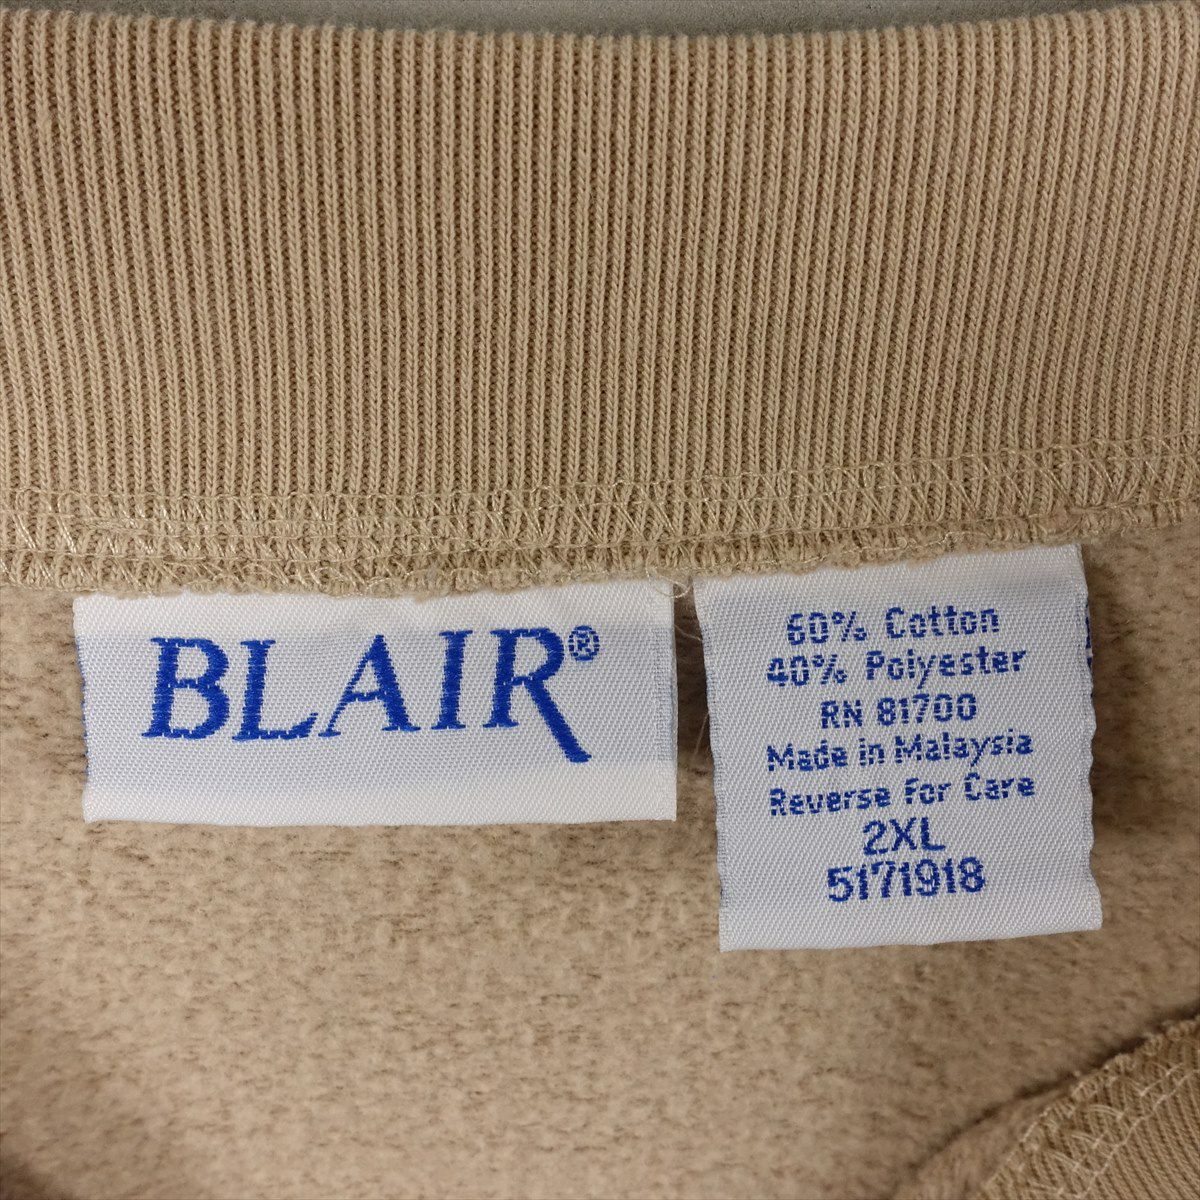 BLAIR®
60% Cotton
40% Polyester
RN 81700
Made in Malaysia
Reverse for Care
2XL
5171918